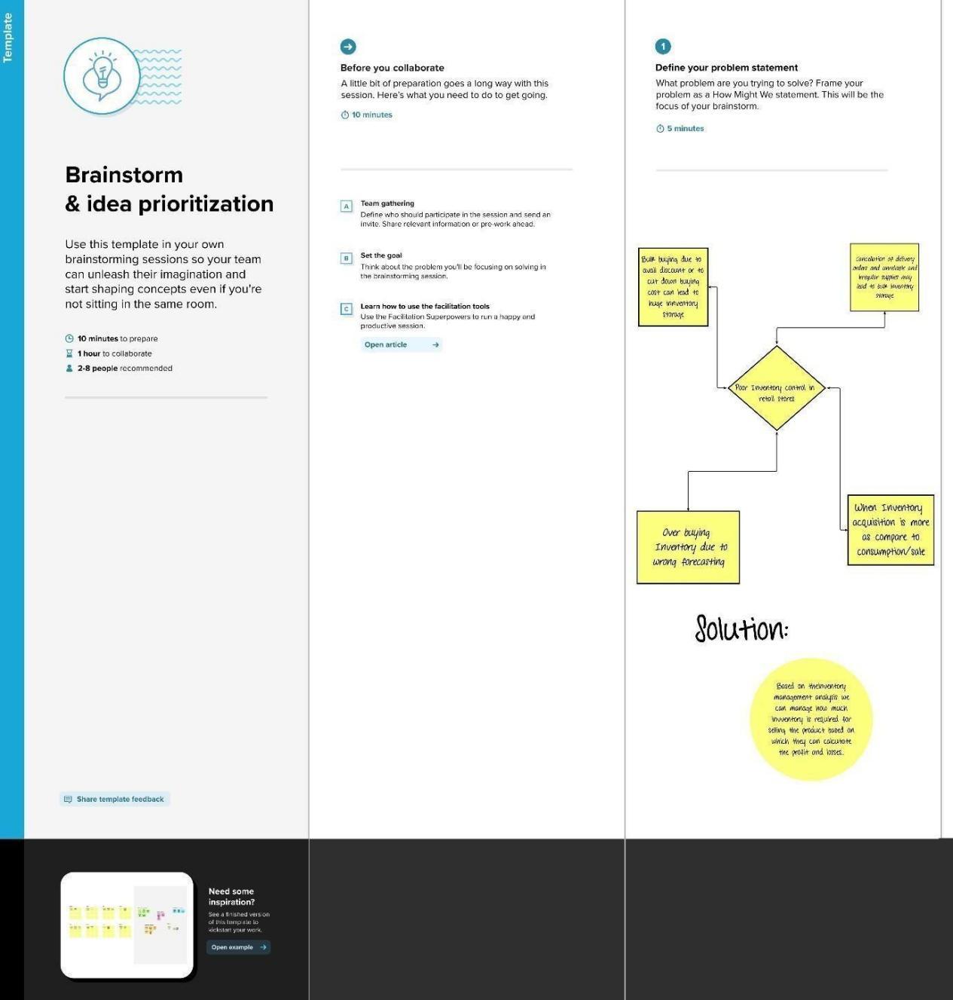 Template
Brainstorm
& idea prioritization
Use this template in your own
brainstorming sessions so your team
can unleash their imagination and
start shaping concepts even if you're
not sitting in the same room.
10 minutes to prepare
1 hour to collaborate
2-8 people recommended
Share template feedback
Need some
inspiration?
See a finished version
of this template to
kickstart your work.
Open example
Before you collaborate
A little bit of preparation goes a long way with this
session. Here's what you need to do to get going.
10 minutes
A
Team gathering
Define who should participate in the session and send an
invite. Share relevant information or pre-work ahead.
B
Set the goal
Think about the problem you'll be focusing on solving in
the brainstorming session.
C
Learn how to use the facilitation tools
Use the Facilitation Superpowers to run a happy and
productive session.
Open article
1
Define your problem statement
What problem are you trying to solve? Frame your
problem as a How Might We statement. This will be the
focus of your brainstorm.
5 minutes
Bulk buying due to
avail discount or to
cut down buying
cost can lead to
huge innventory
storage
Cancellation of delivery
orders and unreliable and
irregular supplies may
lead to bulk inventory
storage
Poor Inventory control in
retail stores
Over buying
Inventory due to
wrong forecasting
When Inventory
acquisition is more
as compare to
consumption/sale
Solution:
Based on theinventory
management analysis we
can manage how much
inuventory is required for
selling the product based on
which they can calculate
the profit and losses.